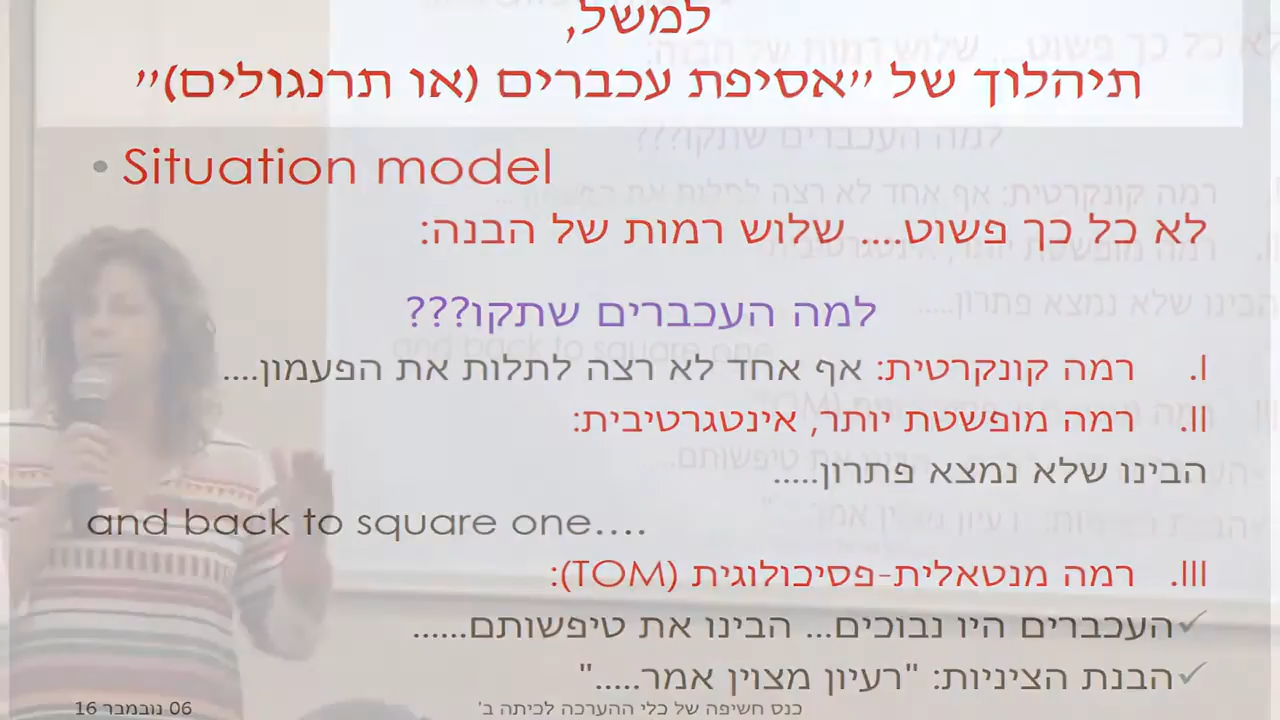 למשל,
תיהלוך של "אסיפת עכברים (או תרנגולים)"
• Situation model
לא כל כך פשוט.... שלוש רמות של הבנה:
למה העכברים שתקו???
I. רמה קונקרטית: אף אחד לא רצה לתלות את הפעמון....
II. רמה מופשטת יותר, אינטגרטיבית:
הבינו שלא נמצא פתרון.....
and back to square one....
III. רמה מנטאלית-פסיכולוגית (TOM):
✓העכברים היו נבוכים... הבינו את טיפשותם......
✓הבנת הציניות: "רעיון מצוין אמר....."
06 נובמבר 16
כנס חשיפה של כלי ההערכה לכיתה ב'